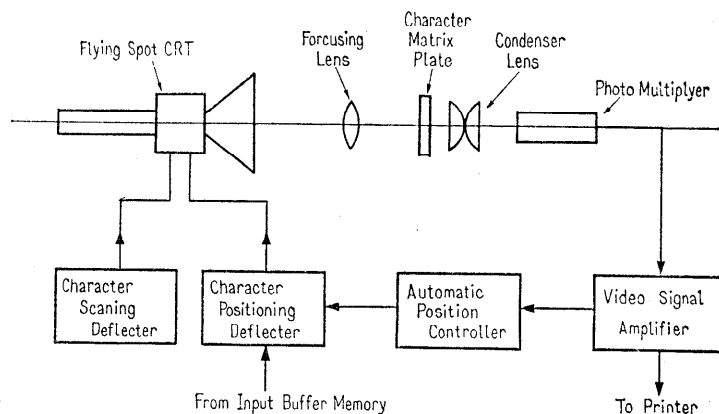 Flying Spot CRT
Forcusing
Lens
Character
Matrix
Plate
Condenser
Lens
Photo Multiplyer
Character
Scaning
Deflecter
Character
Positioning
Deflecter
Automatic
Position
Controller
Video Signal
Amplifier
From Input Buffer Memory
To Printer